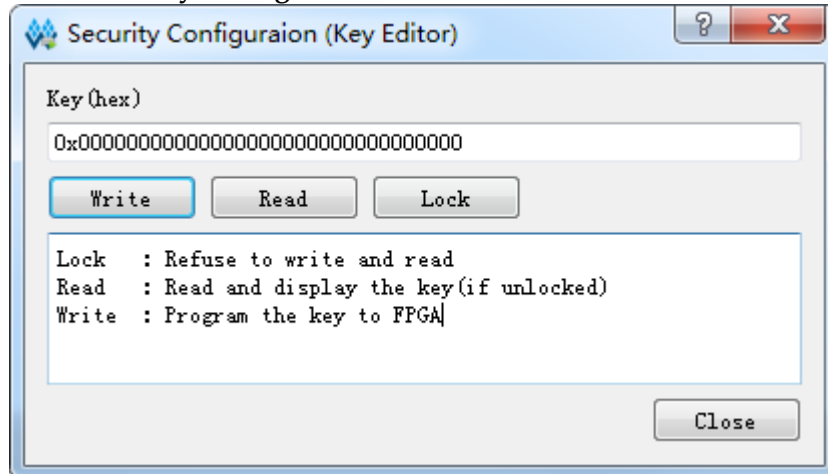 Security Configuraion (Key Editor)
Key(hex)
0x00000000000000000000000000000000
Write Read Lock
Lock : Refuse to write and read
Read : Read and display the key(if unlocked)
Write : Program the key to FPGA
Close